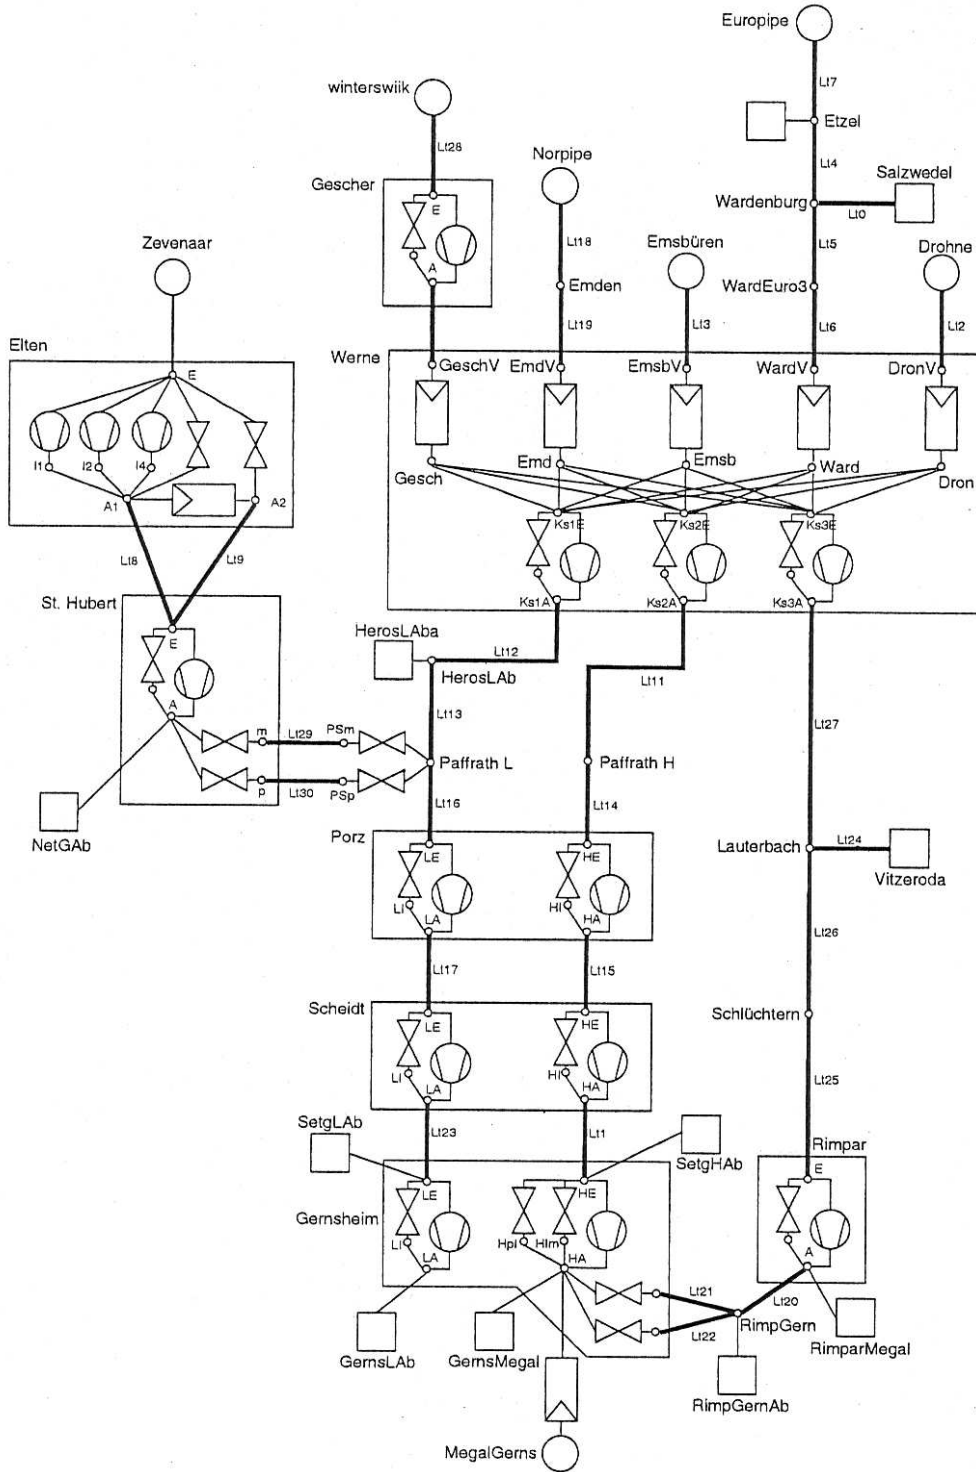 Europipe
Lt7
winterswiik
Etzel
Lt28
Norpipe
Lt4
Salzwedel
Gescher
E
Wardenburg
Lt0
Zevenaar
Lt18
Emsbüren
Lt5
Drohne
A
Emden
WardEuro3
Lt19
Lt3
Lt6
Lt2
Elten
Werne
GeschV
EmdV
EmsbV
WardV
DronV
E
I1
I2
I4
Gesch
Emd
Emsb
Ward
Dron
A1
A2
Ks1E
Ks2E
Ks3E
Lt8
Lt9
St. Hubert
Ks1A
Ks2A
Ks3A
E
HerosLAba
Lt12
HerosLAb
Lt11
A
Lt13
Lt27
m
Lt29
PSm
Paffrath L
Paffrath H
p
Lt30
PSp
Lt16
Lt14
NetGAb
Porz
LE
HE
Lauterbach
Lt24
Vitzeroda
LI
LA
HI
HA
Lt26
Lt17
Lt15
Scheidt
LE
HE
Schlüchtern
LI
LA
HI
HA
Lt25
SetgLAb
Lt23
Lt1
SetgHAb
Rimpar
E
LE
HE
Gernsheim
LI
LA
Hpl
Hlm
HA
A
Lt21
Lt20
Lt22
RimpGern
GernsLAb
GernsMegal
RimparMegal
RimpGernAb
MegalGerns